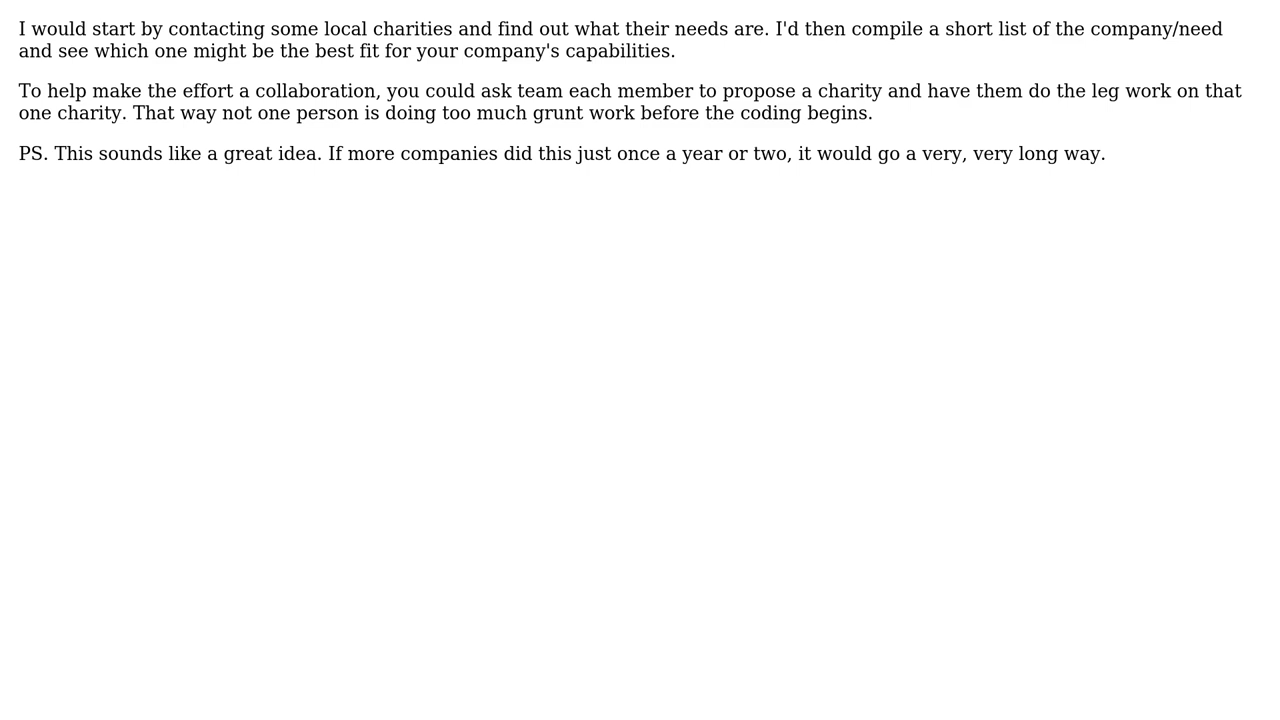 I would start by contacting some local charities and find out what their needs are. I'd then compile a short list of the company/need
and see which one might be the best fit for your company's capabilities.
To help make the effort a collaboration, you could ask team each member to propose a charity and have them do the leg work on that
one charity. That way not one person is doing too much grunt work before the coding begins.
PS. This sounds like a great idea. If more companies did this just once a year or two, it would go a very, very long way.